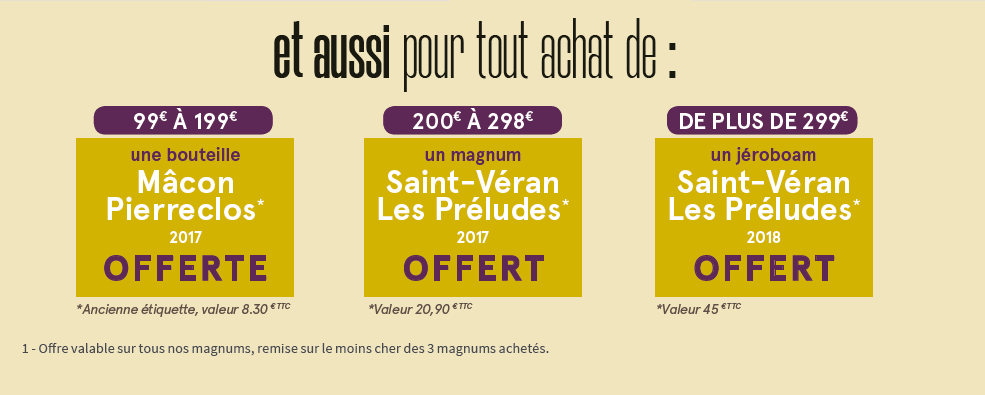 et aussi pour tout achat de :
99€ À 199€
une bouteille
Mâcon
Pierreclos*
2017
OFFERTE
*Ancienne étiquette, valeur 8.30 €TTC
200€ À 298€
un magnum
Saint-Véran
Les Préludes*
2017
OFFERT
*Valeur 20,90 €TTC
DE PLUS DE 299€
un jéroboam
Saint-Véran
Les Préludes*
2018
OFFERT
*Valeur 45 €TTC
1 - Offre valable sur tous nos magnums, remise sur le moins cher des 3 magnums achetés.